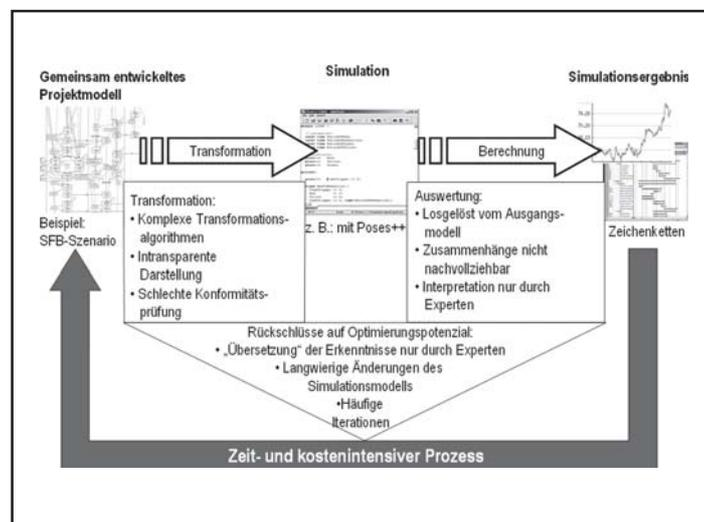 Gemeinsam entwickeltes
Projektmodell
Simulation
Simulationsergebnis
Transformation
Berechnung
Beispiel:
SFB-Szenario
z. B.: mit Poses++
Zeichenketten
Transformation:
• Komplexe Transformations-
algorithmen
• Intransparente
Darstellung
• Schlechte Konformitäts-
prüfung
Auswertung:
• Losgelöst vom Ausgangs-
modell
• Zusammenhänge nicht
nachvollziehbar
• Interpretation nur durch
Experten
Rückschlüsse auf Optimierungspotenzial:
• „Übersetzung“ der Erkenntnisse nur durch Experten
• Langwierige Änderungen des
Simulationsmodells
•Häufige
Iterationen
Zeit- und kostenintensiver Prozess